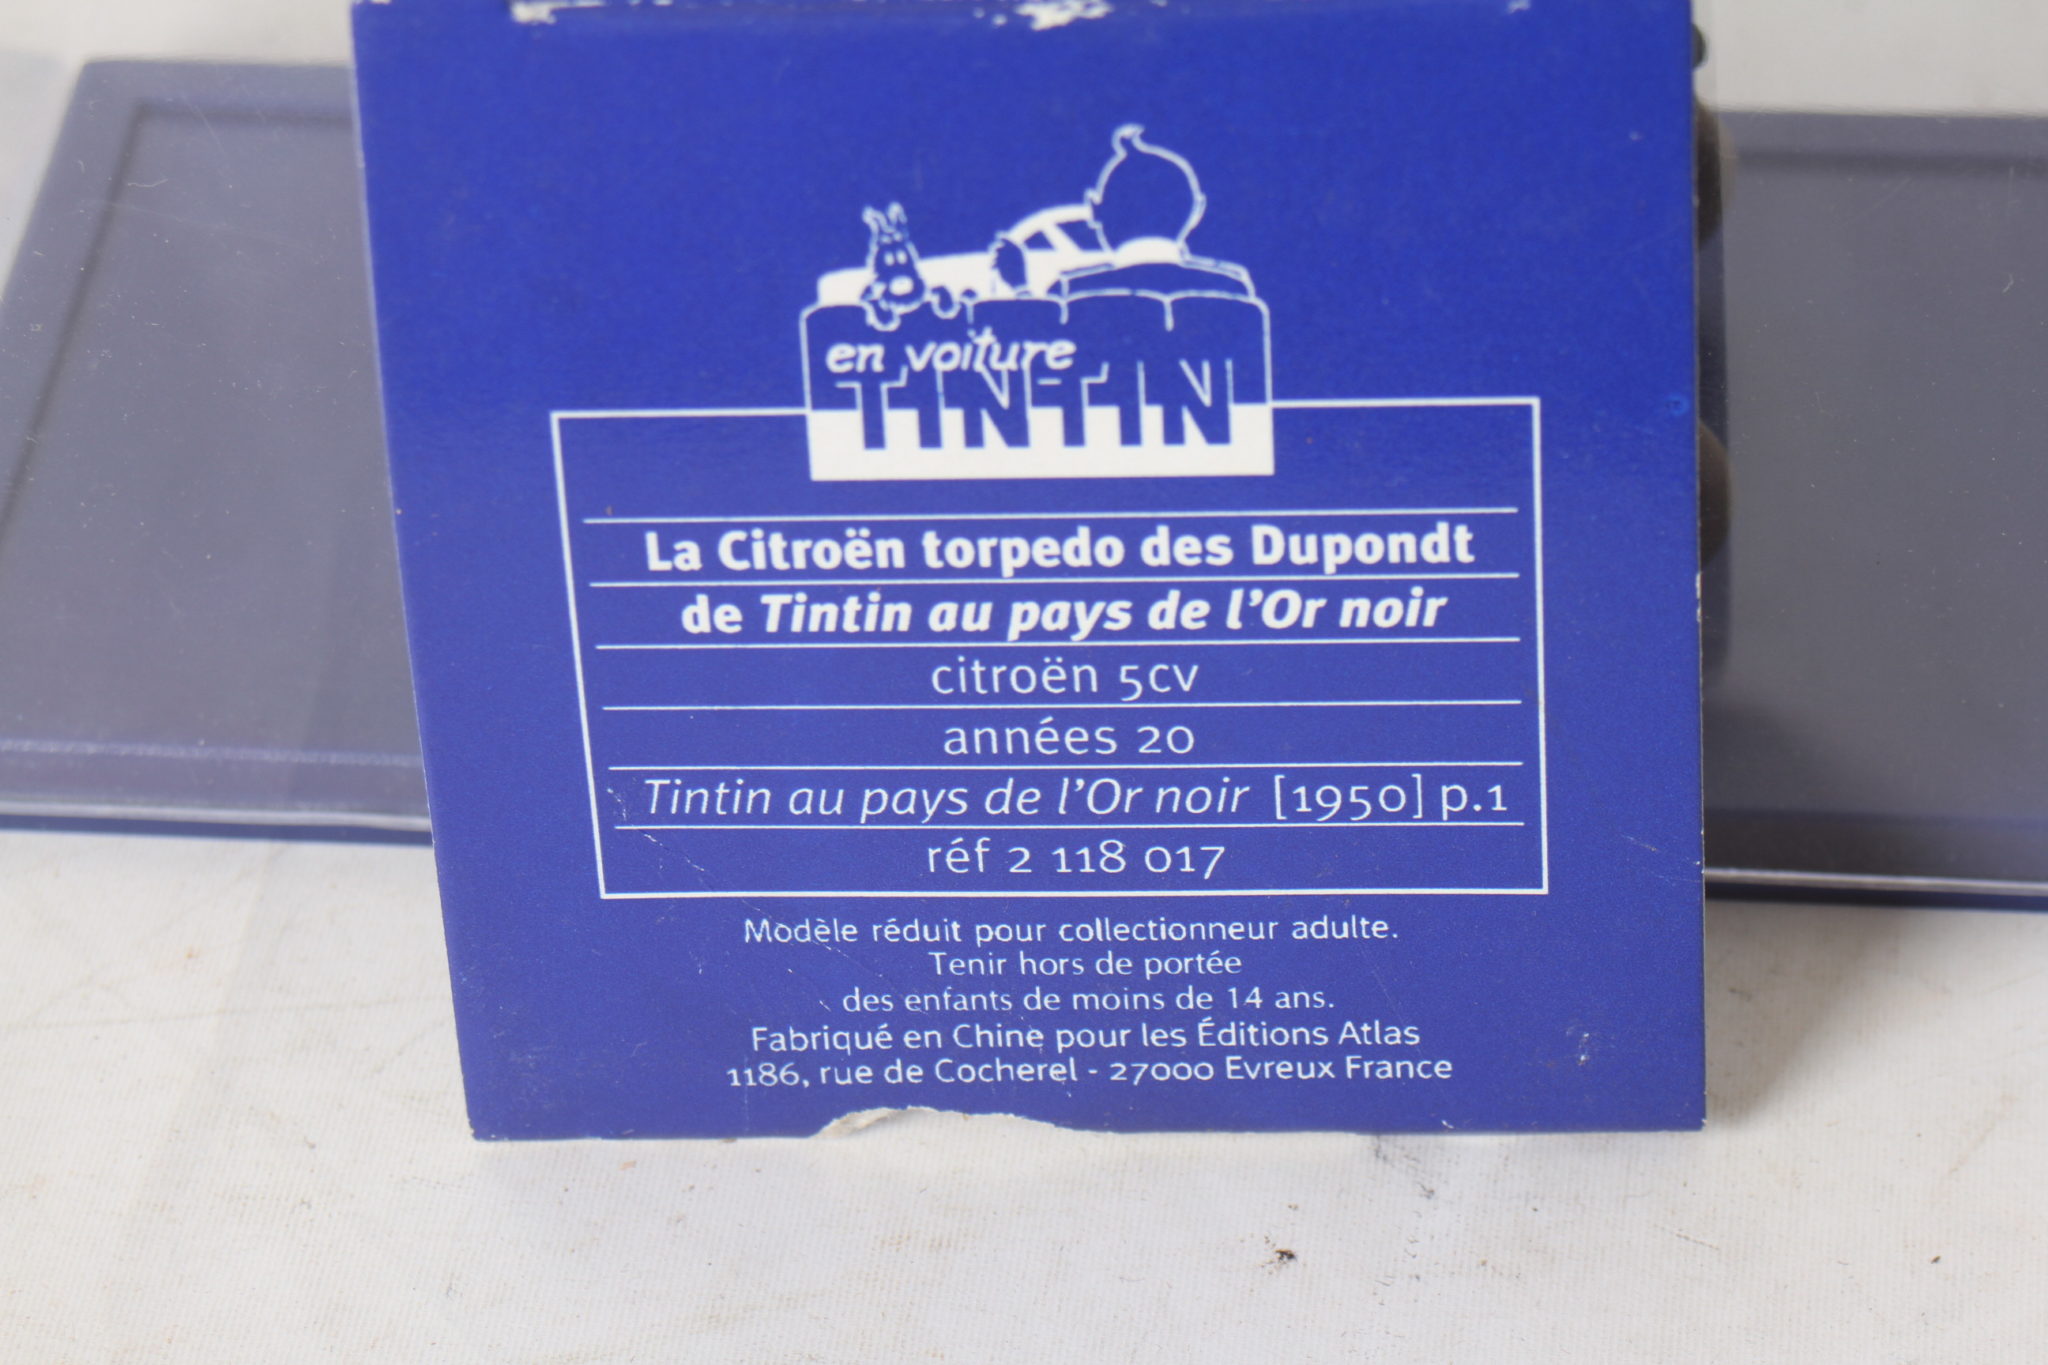 en voiture
TINTIN
La Citroën torpedo des Dupondt
de Tintin au pays de l'Or noir
citroën 5cv
années 20
Tintin au pays de l'Or noir [1950] p.1
réf 2 118 017
Modèle réduit pour collectionneur adulte.
Tenir hors de portée
des enfants de moins de 14 ans.
Fabriqué en Chine pour les Éditions Atlas
1186, rue de Cocherel - 27000 Evreux France